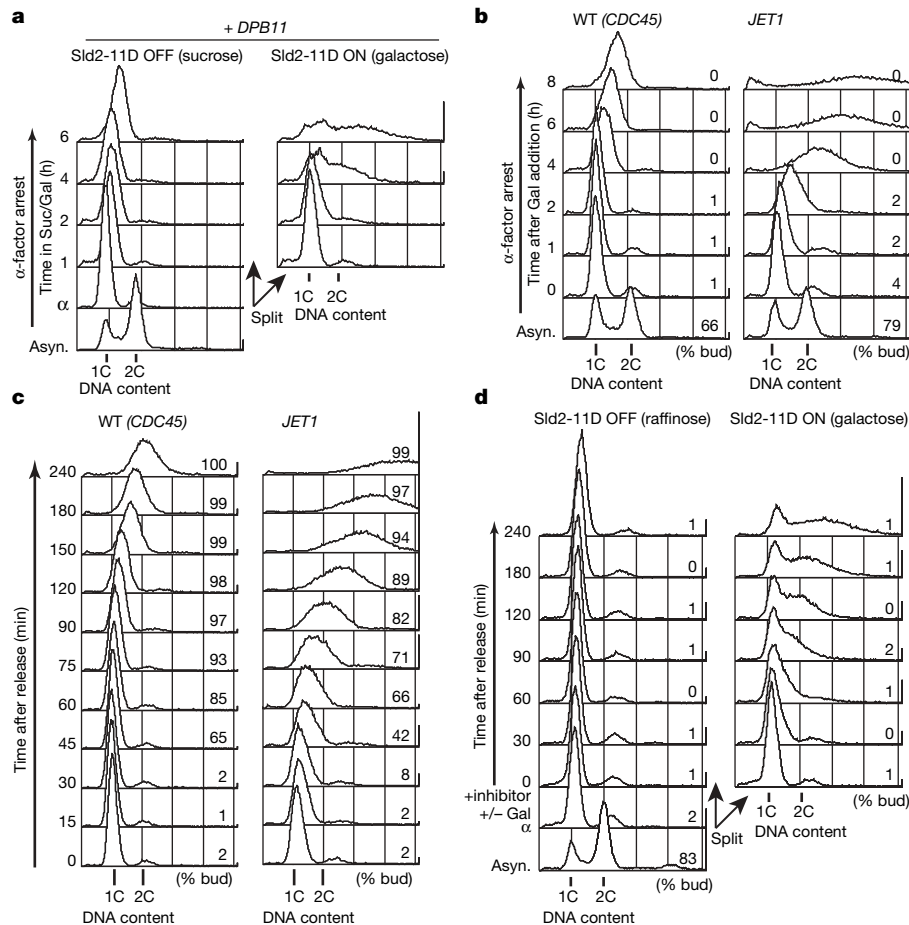 a
+ DPB11
Sld2-11D OFF (sucrose)
Sld2-11D ON (galactose)
α-factor arrest
Time in Suc/Gal (h)
6
4
2
1
α
Asyn.
1C 2C
DNA content
Split
1C 2C
DNA content
b
WT (CDC45)
JET1
α-factor arrest
Time after Gal addition (h)
8
6
4
2
1
0
Asyn.
0
0
0
1
1
1
66
(% bud)
1C 2C
DNA content
0
0
0
2
2
4
79
(% bud)
1C 2C
DNA content
c
WT (CDC45)
JET1
Time after release (min)
240
180
150
120
90
75
60
45
30
15
0
100
99
99
98
97
93
85
65
2
1
2
(% bud)
1C 2C
DNA content
99
97
94
89
82
71
66
42
8
2
2
(% bud)
1C 2C
DNA content
d
Sld2-11D OFF (raffinose)
Sld2-11D ON (galactose)
Time after release (min)
240
180
120
90
60
30
0
+inhibitor
+/– Gal
α
Asyn.
1
0
1
1
0
1
1
2
83
(% bud)
1C 2C
DNA content
Split
1
1
0
2
1
0
1
(% bud)
1C 2C
DNA content